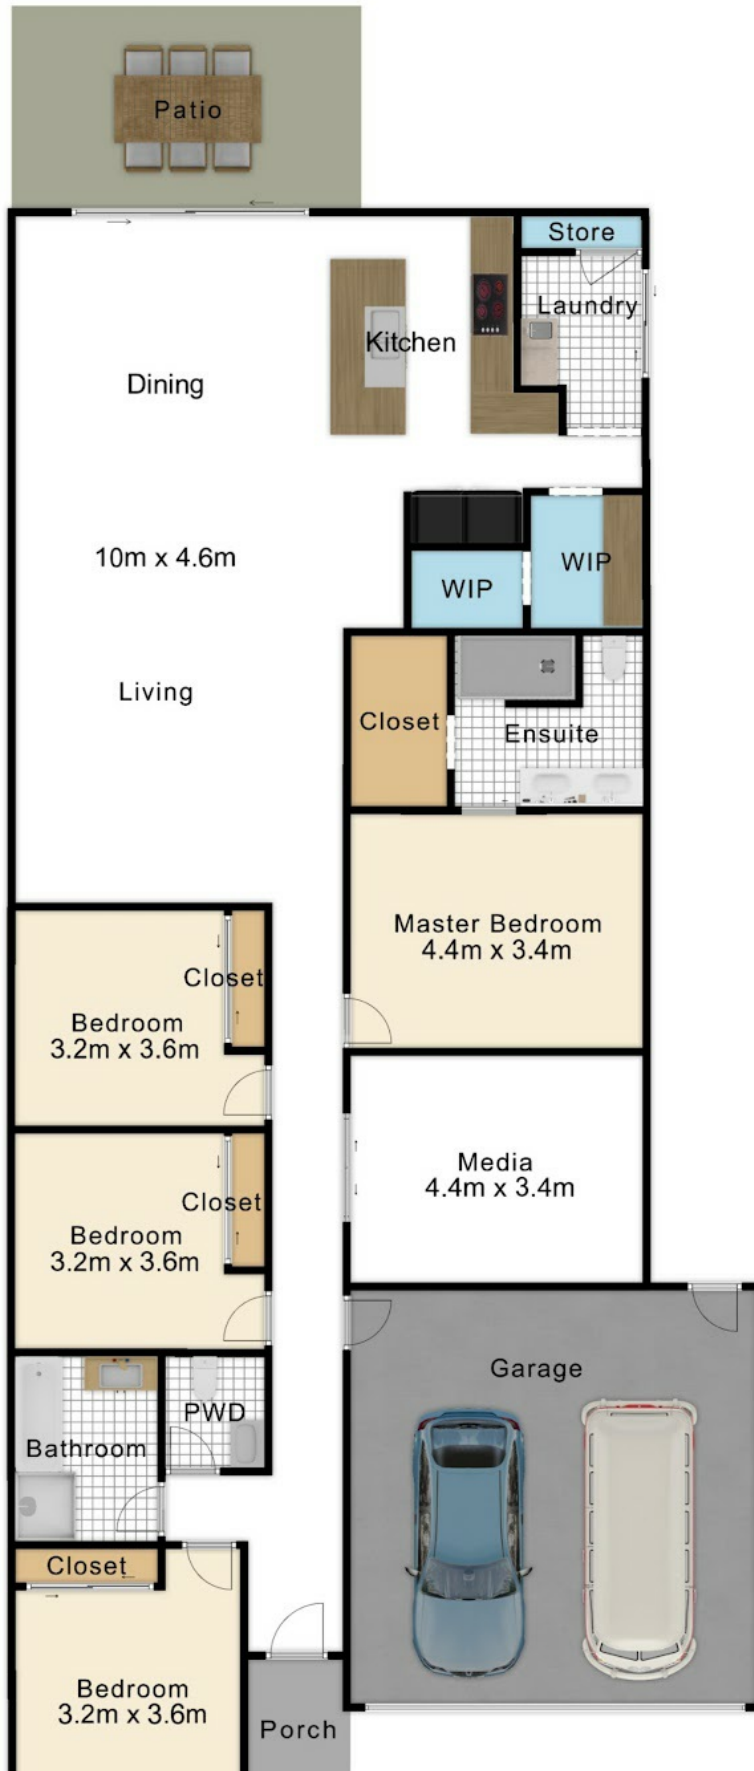 Patio
Store
Laundry
Kitchen
Dining
10m x 4.6m
WIP
WIP
Living
Closet
Ensuite
Master Bedroom
4.4m x 3.4m
Closet
Bedroom
3.2m x 3.6m
Media
4.4m x 3.4m
Closet
Bedroom
3.2m x 3.6m
Garage
PWD
Bathroom
Closet
Bedroom
3.2m x 3.6m
Porch